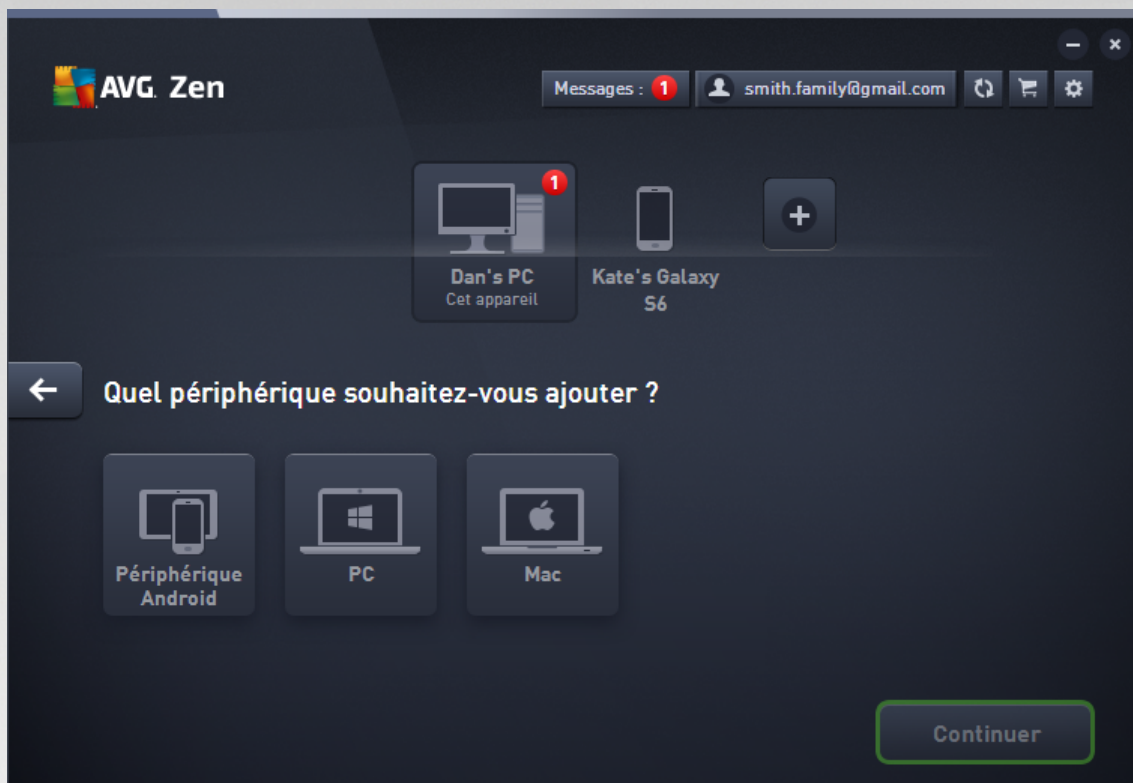 AVG. Zen
Messages : 1
smith.family@gmail.com
1
Dan's PC
Cet appareil
Kate's Galaxy
S6
Quel périphérique souhaitez-vous ajouter ?
Périphérique
Android
PC
Mac
Continuer